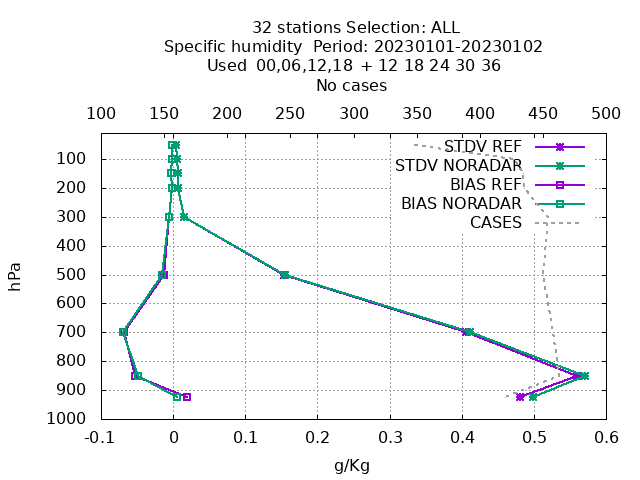 32 stations Selection: ALL
Specific humidity  Period: 20230101-20230102
Used  00,06,12,18 + 12 18 24 30 36
No cases
100 150 200 250 300 350 400 450 500
STDV REF
STDV NORADAR
BIAS REF
BIAS NORADAR
CASES
100
200
300
400
500
600
700
800
900
1000
hPa
-0.1 0 0.1 0.2 0.3 0.4 0.5 0.6
g/Kg